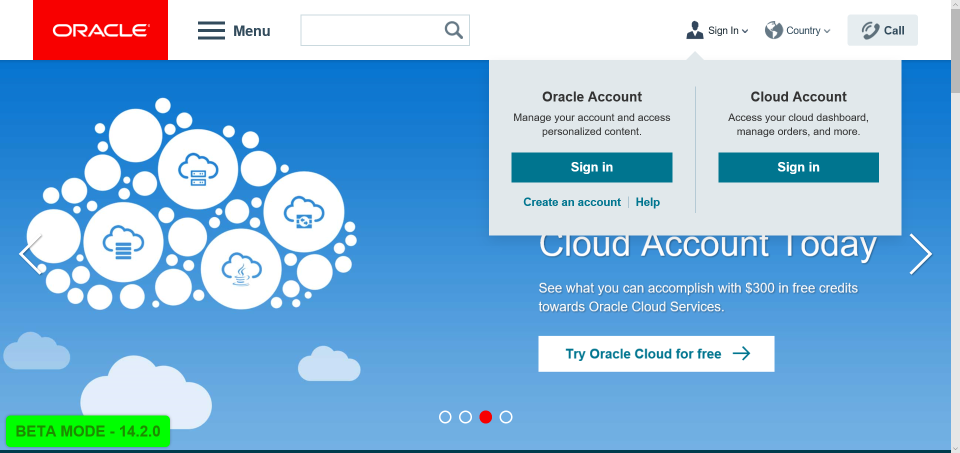 ORACLE
Menu
Sign In
Country
Call
Oracle Account
Manage your account and access
personalized content.
Sign in
Create an account
Help
Cloud Account
Access your cloud dashboard,
manage orders, and more.
Sign in
Cloud Account Today
See what you can accomplish with $300 in free credits
towards Oracle Cloud Services.
Try Oracle Cloud for free
BETA MODE - 14.2.0